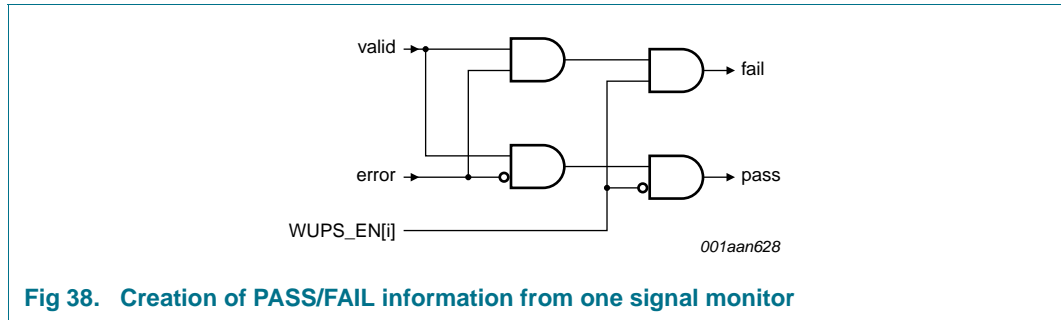 valid
fail
error
pass
WUPS_EN[i]
001aan628
Fig 38. Creation of PASS/FAIL information from one signal monitor